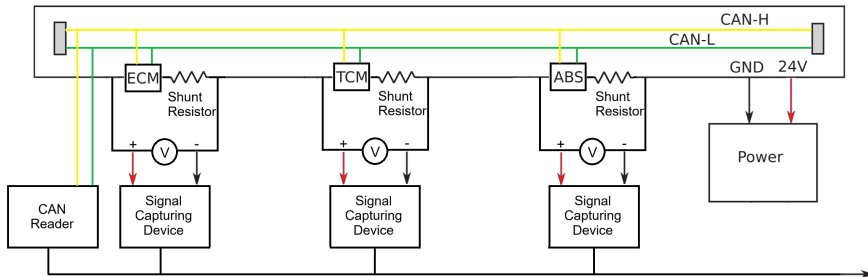 CAN-H
CAN-L
GND 24V
ECM
TCM
ABS
Shunt
Resistor
Shunt
Resistor
Shunt
Resistor
+ V -
+ V -
+ V -
Power
CAN
Reader
Signal
Capturing
Device
Signal
Capturing
Device
Signal
Capturing
Device